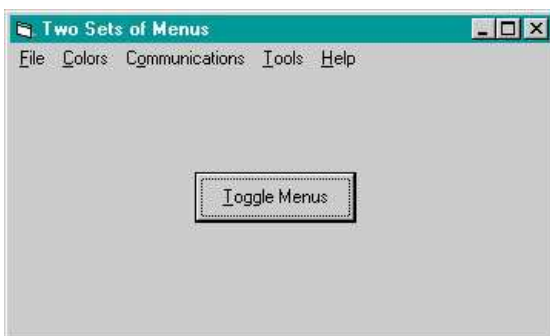 Two Sets of Menus
File Colors Communications Tools Help
Toggle Menus